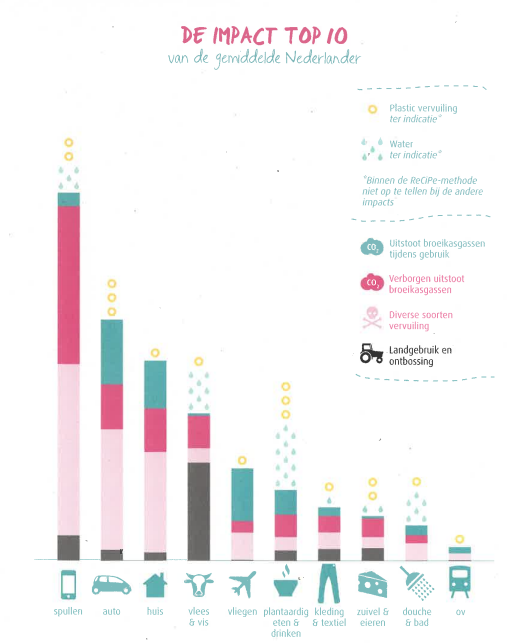 DE IMPACT TOP 10
van de gemiddelde Nederlander
Plastic vervuiling
ter indicatie*
Water
ter indicatie*
*Binnen de ReCiPe-methode
niet op te tellen bij de andere
impacts
CO₂
Uitstoot broeikasgassen
tijdens gebruik
CO₂
Verborgen uitstoot
broeikasgassen
Diverse soorten
vervuiling
Landgebruik en
ontbossing
spullen
auto
huis
vlees
& vis
vliegen
plantaardig
eten &
drinken
kleding
& textiel
zuivel &
eieren
douche
& bad
ov